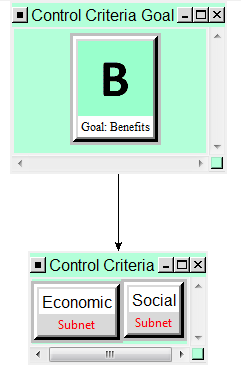 Control Criteria Goal
B
Goal: Benefits
Control Criteria
Economic
Subnet
Social
Subnet